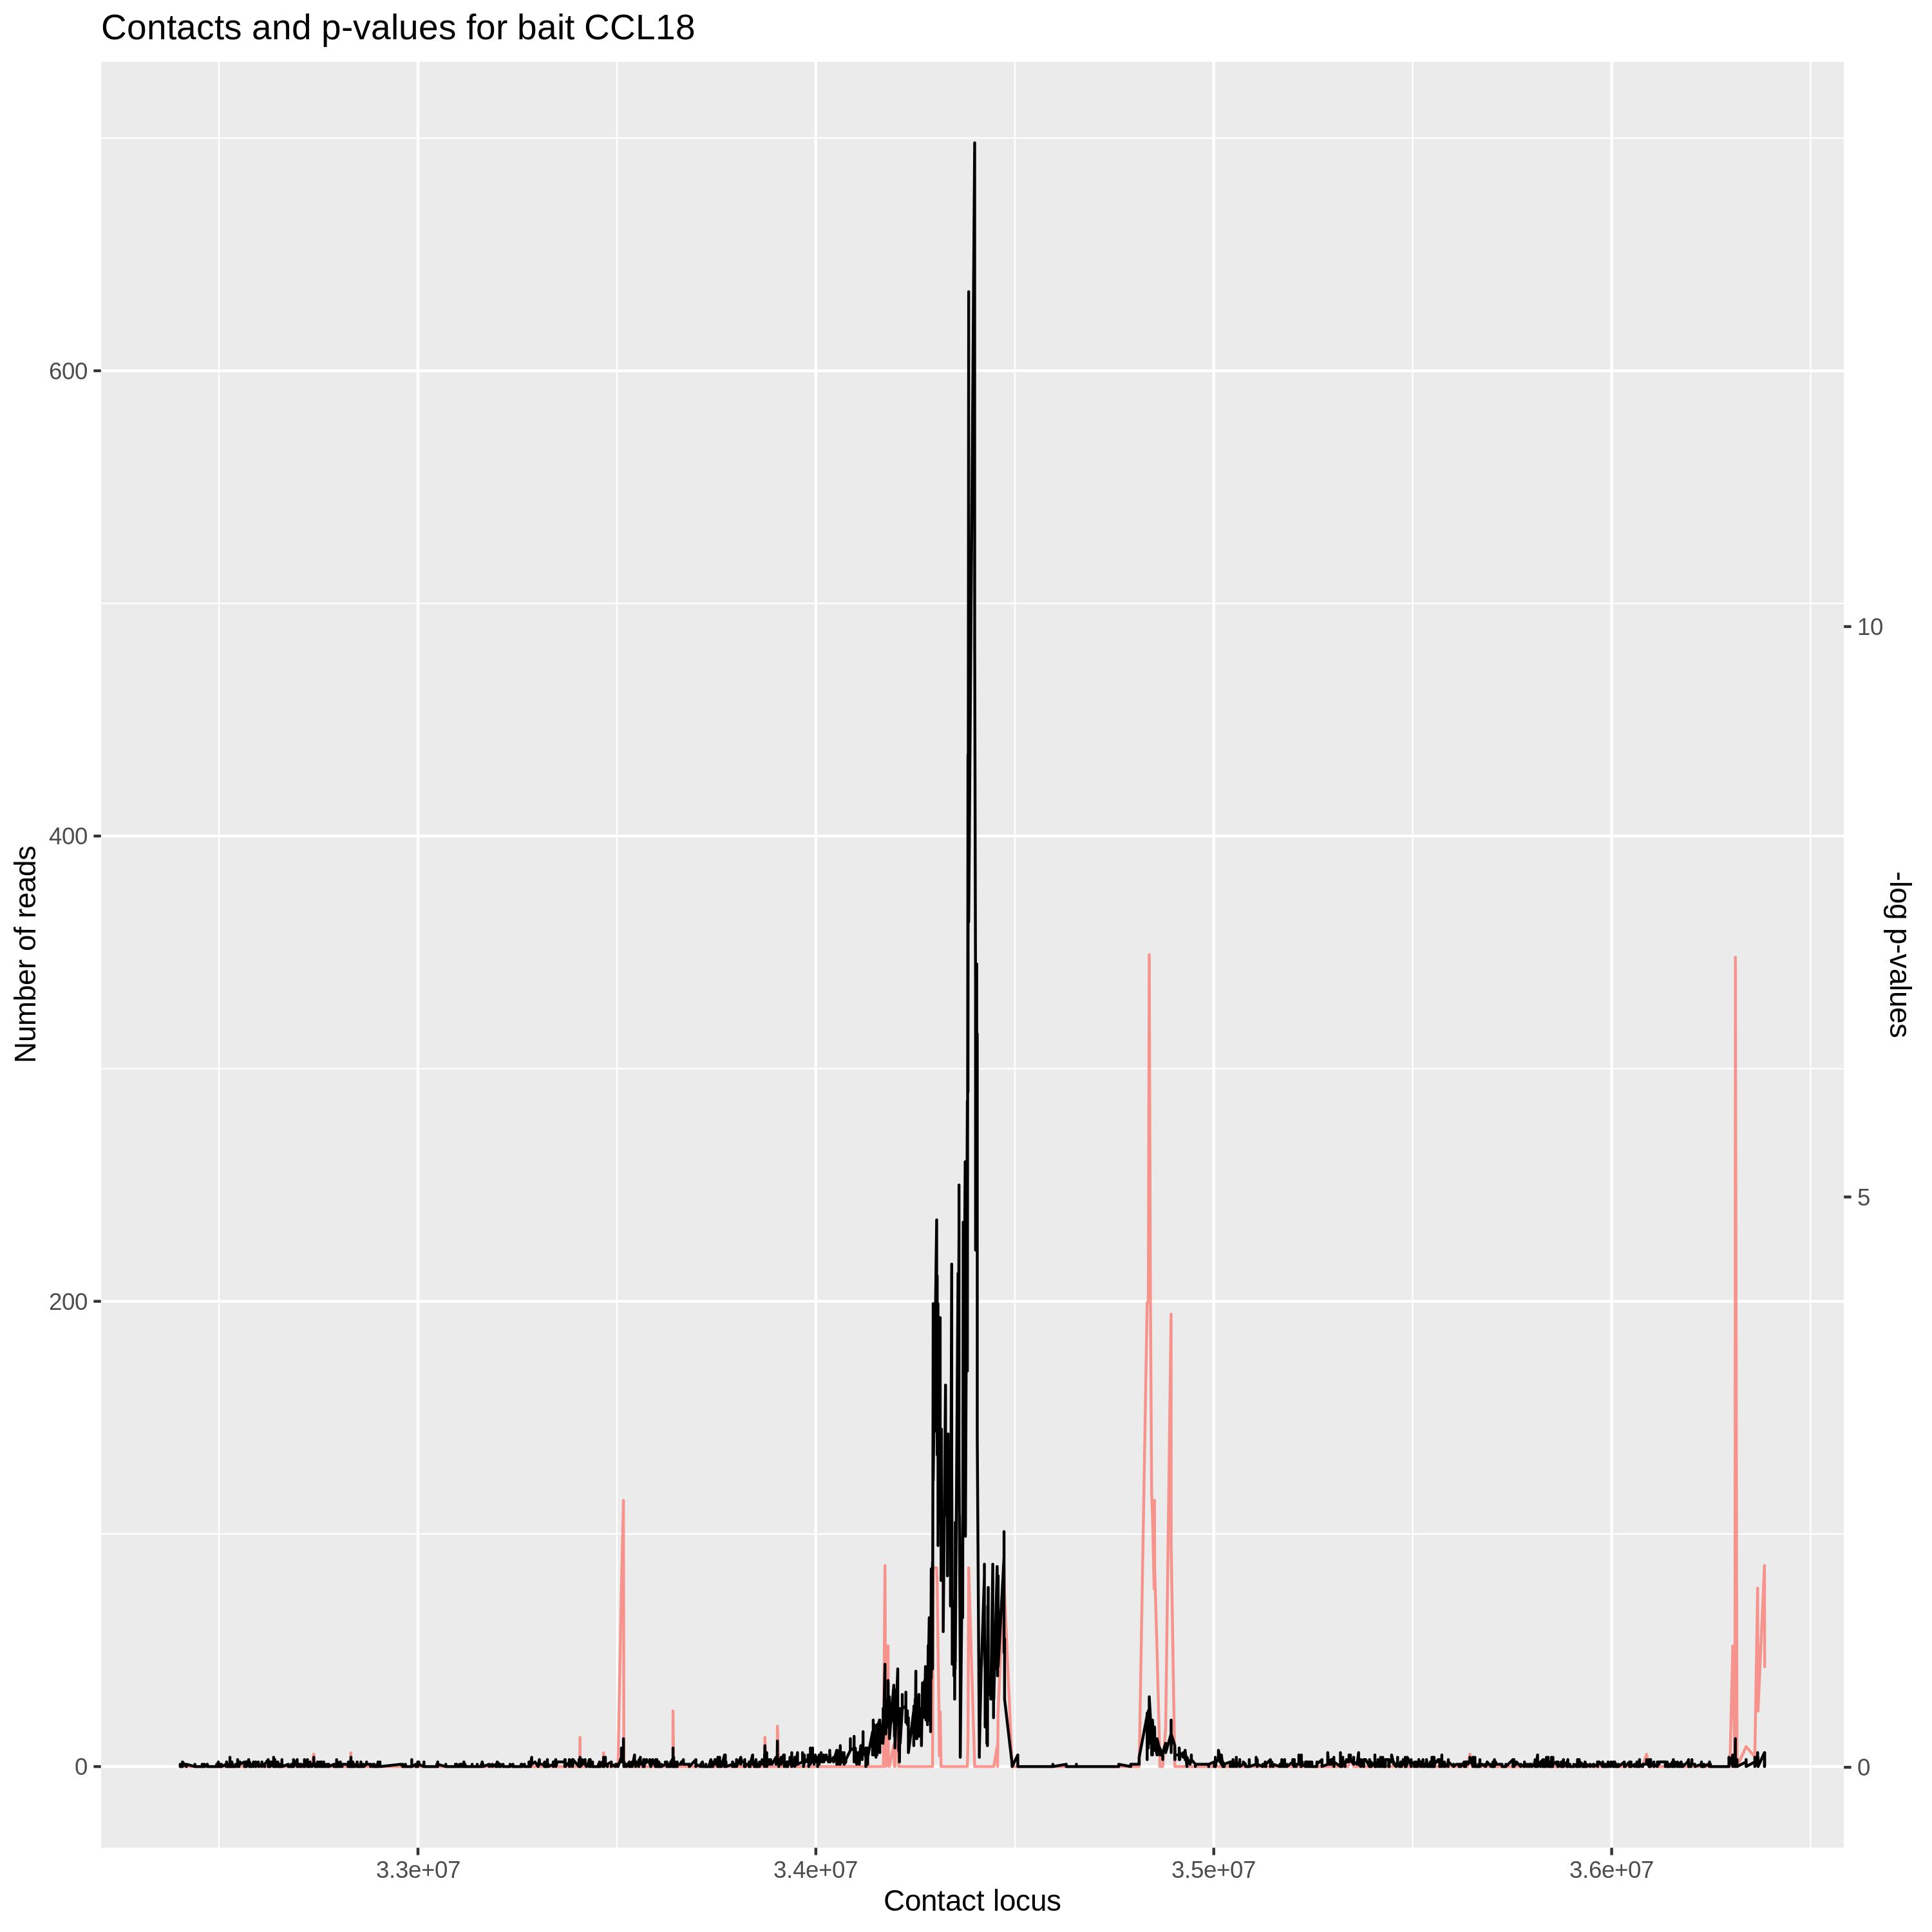 Contacts and p-values for bait CCL18
Number of reads
600
400
200
0
10
5
0
-log p-values
3.3e+07
3.4e+07
3.5e+07
3.6e+07
Contact locus